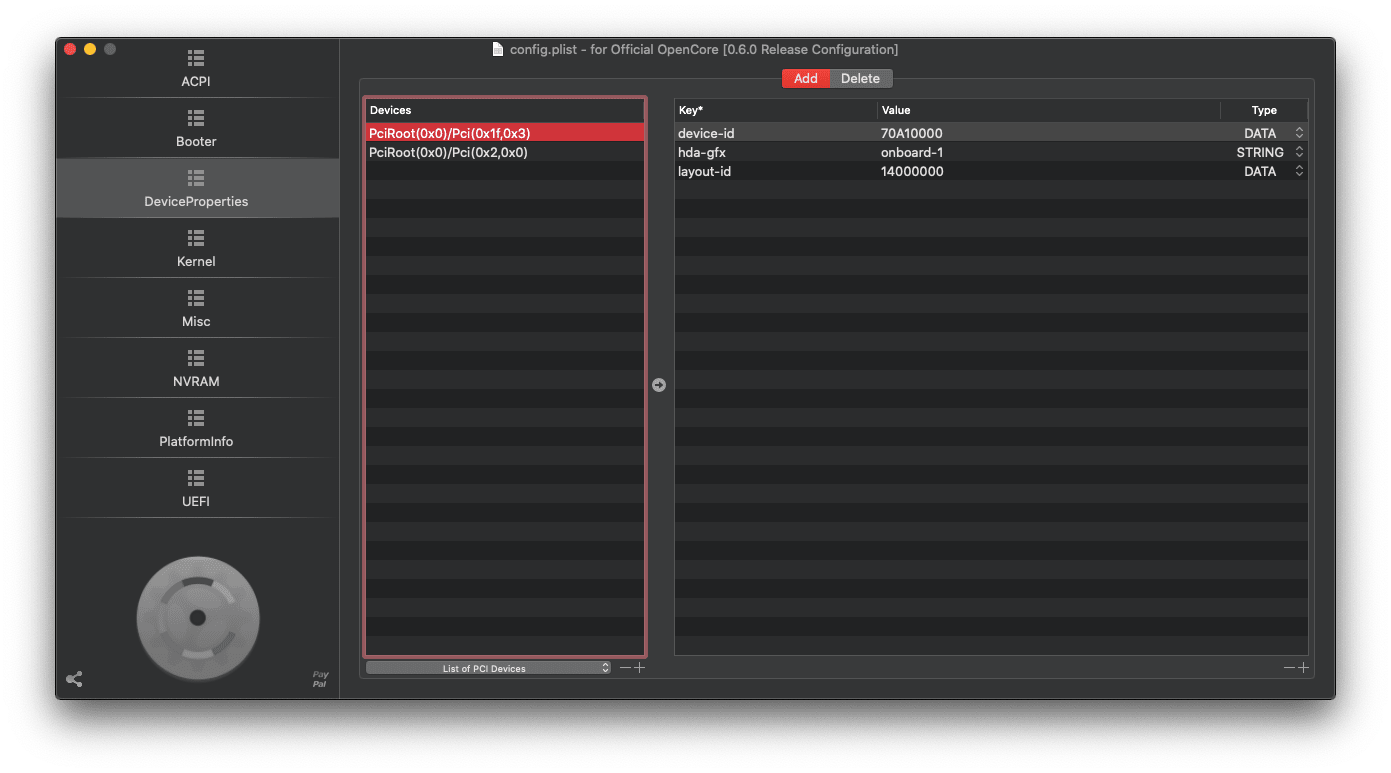 config.plist - for Official OpenCore [0.6.0 Release Configuration]
ACPI
Booter
DeviceProperties
Kernel
Misc
NVRAM
PlatformInfo
UEFI
Pay
Pal
Add Delete
Devices
PciRoot(0x0)/Pci(0x1f,0x3)
PciRoot(0x0)/Pci(0x2,0x0)
List of PCI Devices
Key* Value Type
device-id 70A10000 DATA
hda-gfx onboard-1 STRING
layout-id 14000000 DATA